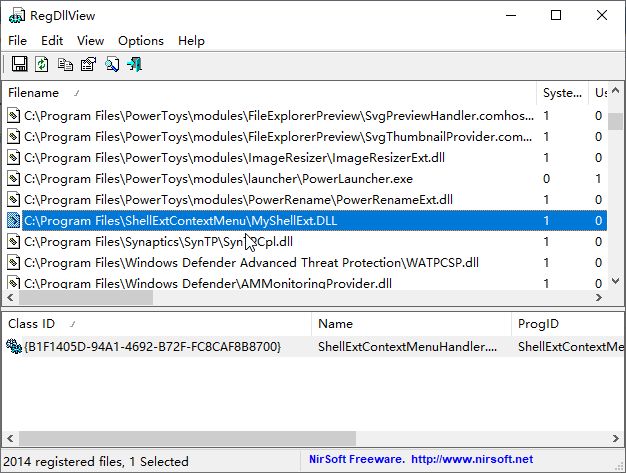 RegDllView
File Edit View Options Help
Filename Syste... Us
C:\Program Files\PowerToys\modules\FileExplorerPreview\SvgPreviewHandler.comhos... 1 0
C:\Program Files\PowerToys\modules\FileExplorerPreview\SvgThumbnailProvider.com... 1 0
C:\Program Files\PowerToys\modules\ImageResizer\ImageResizerExt.dll 1 0
C:\Program Files\PowerToys\modules\launcher\PowerLauncher.exe 0 1
C:\Program Files\PowerToys\modules\PowerRename\PowerRenameExt.dll 1 0
C:\Program Files\ShellExtContextMenu\MyShellExt.DLL 1 0
C:\Program Files\Synaptics\SynTP\SynTPCpl.dll 1 0
C:\Program Files\Windows Defender Advanced Threat Protection\WATPCSP.dll 1 0
C:\Program Files\Windows Defender\AMMonitoringProvider.dll 1 0
Class ID Name ProgID
{B1F1405D-94A1-4692-B72F-FC8CAF8B8700} ShellExtContextMenuHandler.... ShellExtContextMe
2014 registered files, 1 Selected NirSoft Freeware. http://www.nirsoft.net